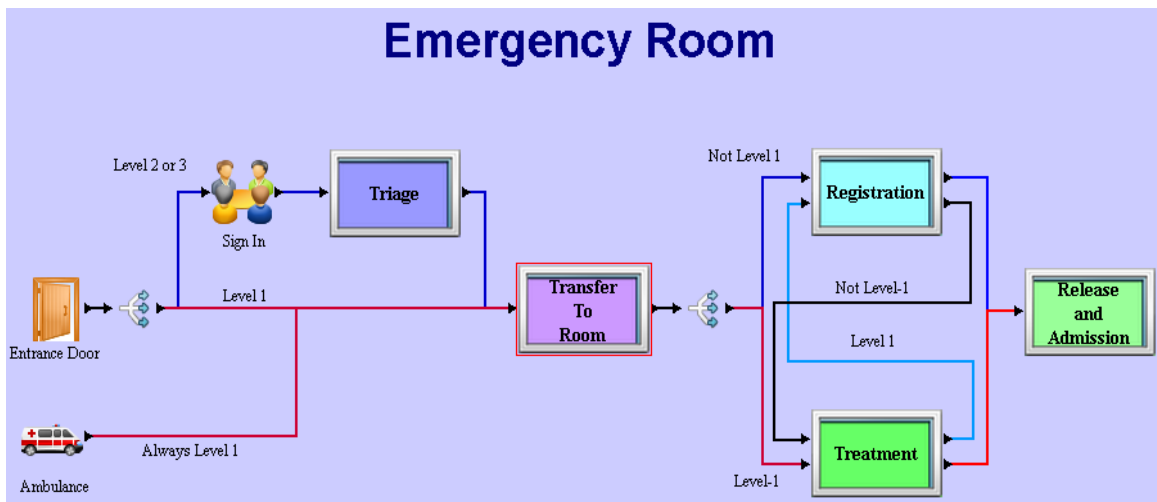 Emergency Room
Level 2 or 3
Triage
Sign In
Entrance Door
Level 1
Ambulance
Always Level 1
Transfer
To
Room
Not Level 1
Registration
Not Level-1
Level 1
Level-1
Treatment
Release
and
Admission